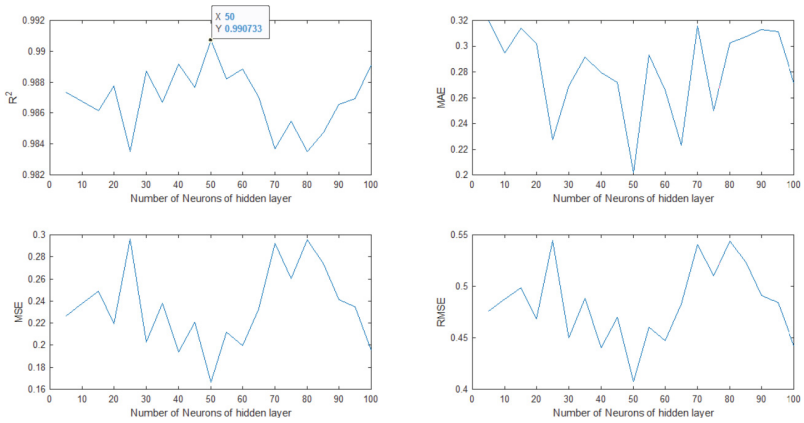 0.992
0.99
0.988
0.986
0.984
0.982
R²
X 50
Y 0.990733
0 10 20 30 40 50 60 70 80 90 100
Number of Neurons of hidden layer
0.32
0.3
0.28
0.26
0.24
0.22
0.2
MAE
0 10 20 30 40 50 60 70 80 90 100
Number of Neurons of hidden layer
0.3
0.28
0.26
0.24
0.22
0.2
0.18
0.16
MSE
0 10 20 30 40 50 60 70 80 90 100
Number of Neurons of hidden layer
0.55
0.5
0.45
0.4
RMSE
0 10 20 30 40 50 60 70 80 90 100
Number of Neurons of hidden layer